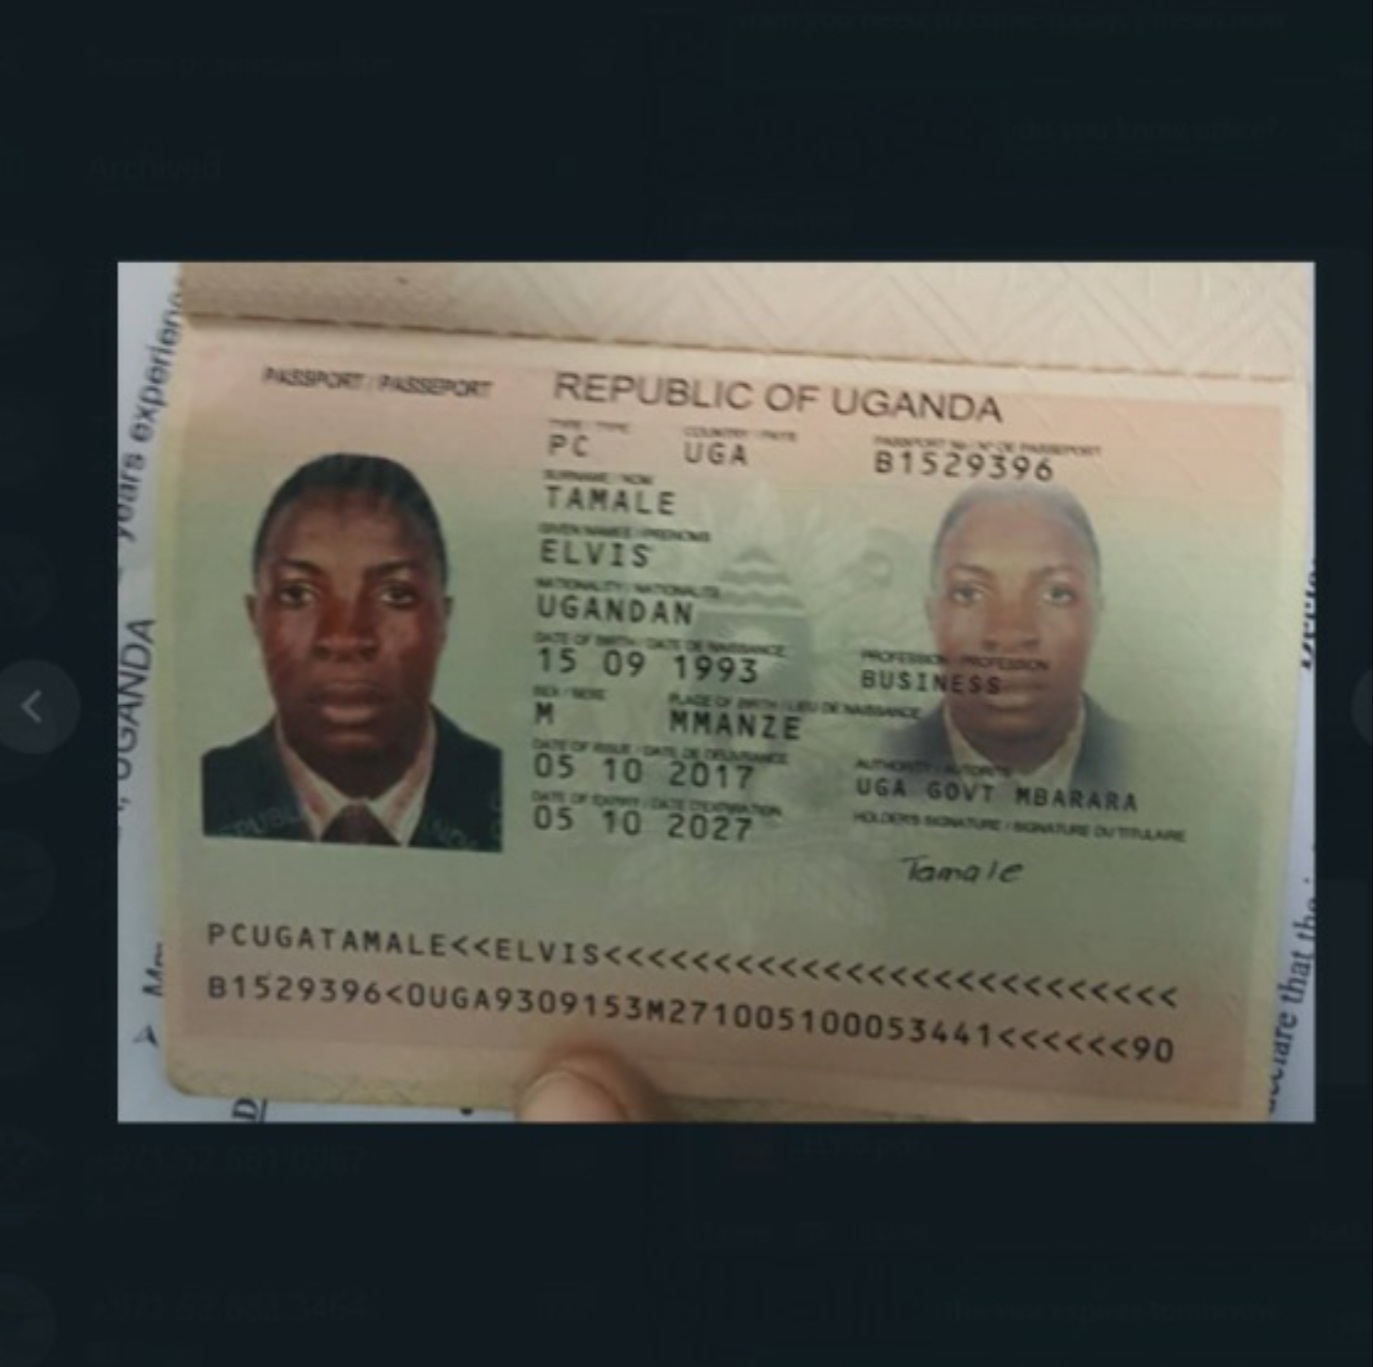 Archived
years experience
UGANDA
PASSPORT / PASSEPORT
REPUBLIC OF UGANDA
TYPE / TYPE
COUNTRY / PAYS
PASSPORT No / N° DE PASSEPORT
PC
UGA
B1529396
SURNAME / NOM
TAMALE
GIVEN NAMES / PRENOMS
ELVIS
NATIONALITY / NATIONALITE
UGANDAN
DATE OF BIRTH / DATE DE NAISSANCE
15 09 1993
PROFESSION / PROFESSION
BUSINESS
SEX / SEXE
PLACE OF BIRTH / LIEU DE NAISSANCE
M
MMANZE
DATE OF ISSUE / DATE DE DELIVRANCE
05 10 2017
AUTHORITY / AUTORITE
UGA GOVT MBARARA
DATE OF EXPIRY / DATE D'EXPIRATION
05 10 2027
HOLDER'S SIGNATURE / SIGNATURE DU TITULAIRE
Tamale
PCUGATAMALE<<ELVIS<<<<<<<<<<<<<<<<<<<<<<<<<<
B1529396<0UGA9309153M271005100053441<<<<<<90
that the